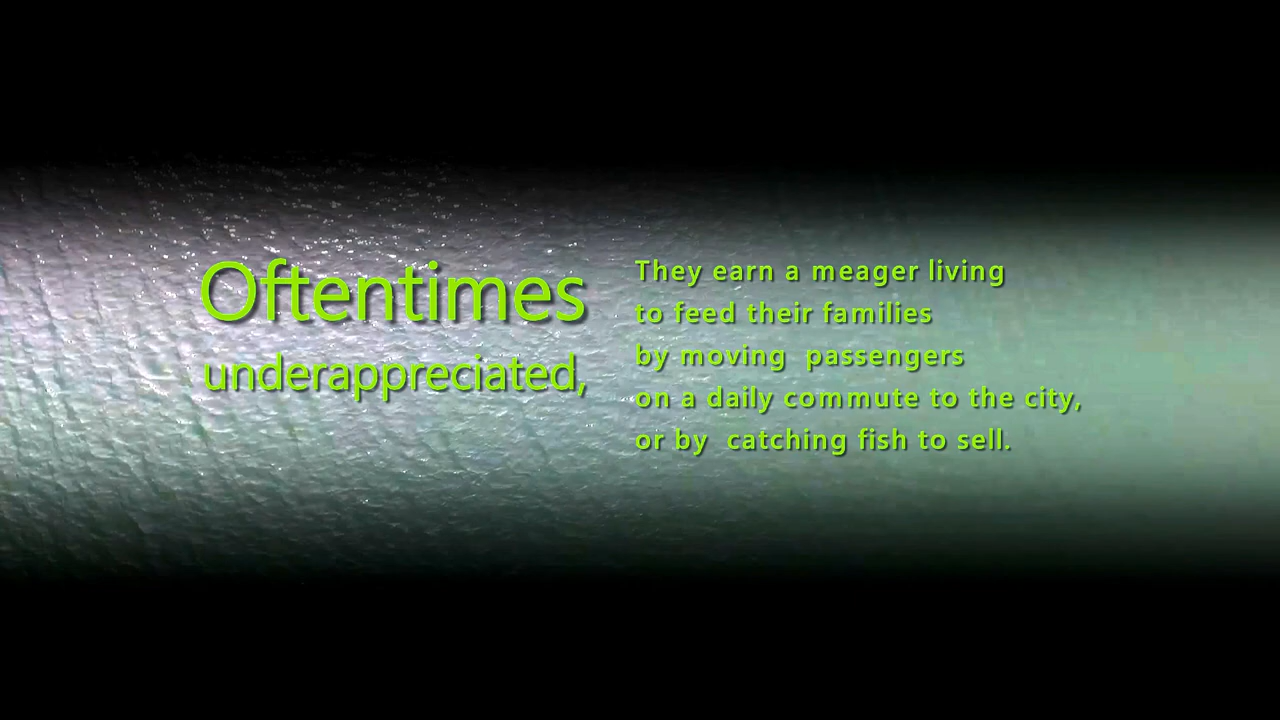 Oftentimes
underappreciated,
They earn a meager living
to feed their families
by moving  passengers
on a daily commute to the city,
or by  catching fish to sell.